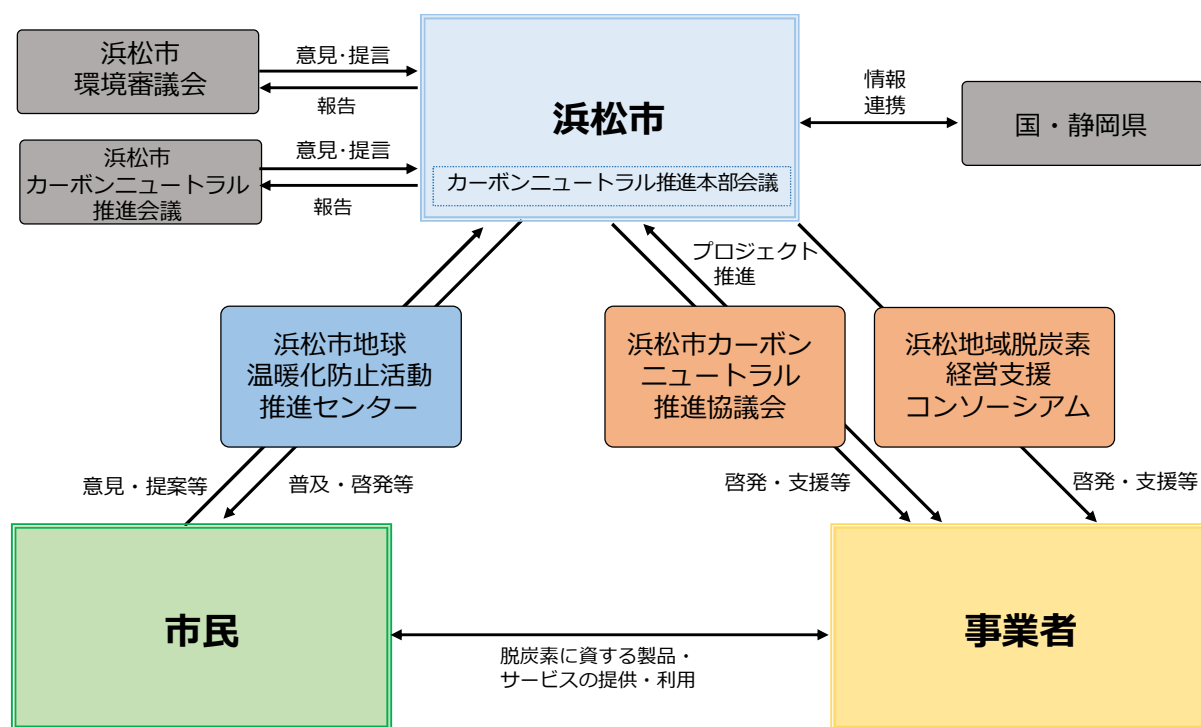 浜松市
環境審議会
意見・提言
報告
浜松市
カーボンニュートラル
推進会議
意見・提言
報告
浜松市
カーボンニュートラル推進本部会議
情報
連携
国・静岡県
プロジェクト
推進
浜松市地球
温暖化防止活動
推進センター
浜松市カーボン
ニュートラル
推進協議会
浜松地域脱炭素
経営支援
コンソーシアム
意見・提案等
普及・啓発等
啓発・支援等
啓発・支援等
市民
脱炭素に資する製品・
サービスの提供・利用
事業者